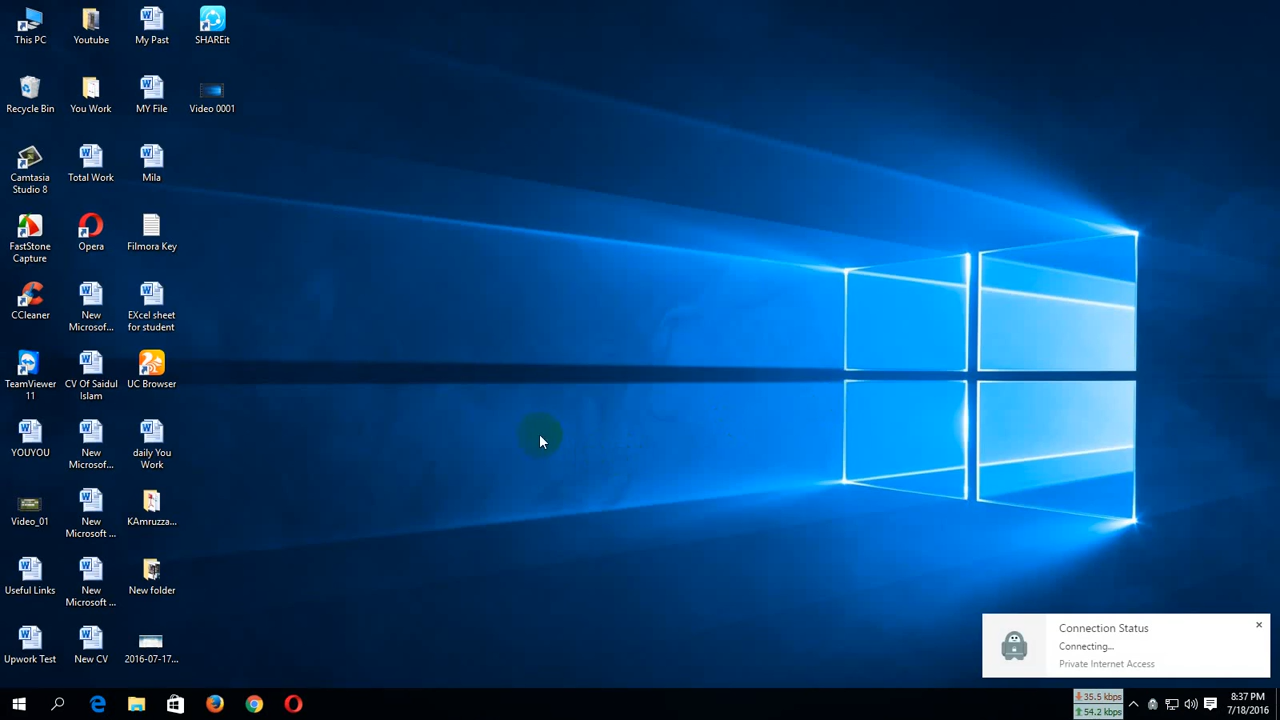 This PC
Youtube
My Past
SHAREit
Recycle Bin
You Work
MY File
Video 0001
Camtasia
Studio 8
Total Work
Mila
FastStone
Capture
Opera
Filmora Key
CCleaner
New
Microsof...
EXcel sheet
for student
TeamViewer
11
CV Of Saidul
Islam
UC Browser
YOUYOU
New
Microsof...
daily You
Work
Video_01
New
Microsoft ...
KAmruzza...
Useful Links
New
Microsoft ...
New folder
Upwork Test
New CV
2016-07-17...
Connection Status
Connecting...
Private Internet Access
35.5 kbps
54.2 kbps
8:37 PM
7/18/2016